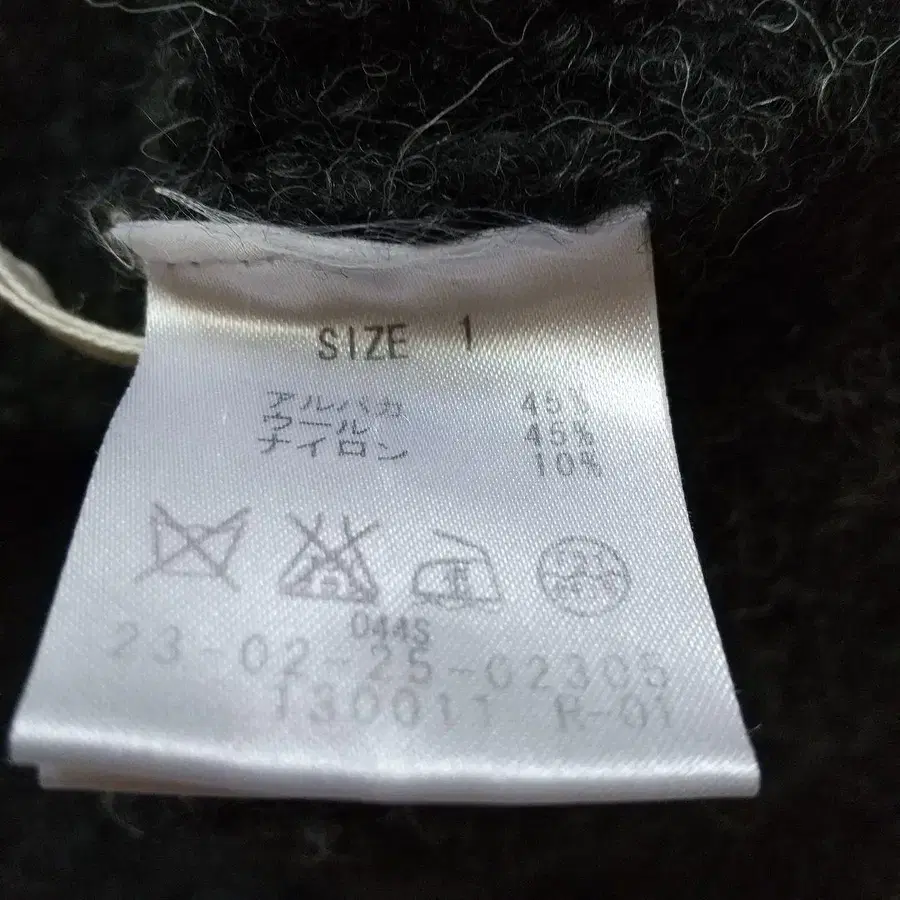 SIZE 1
アルパカ 45%
ウール 45%
ナイロン 10%
044S
23-02-25-02305
130011 R-01